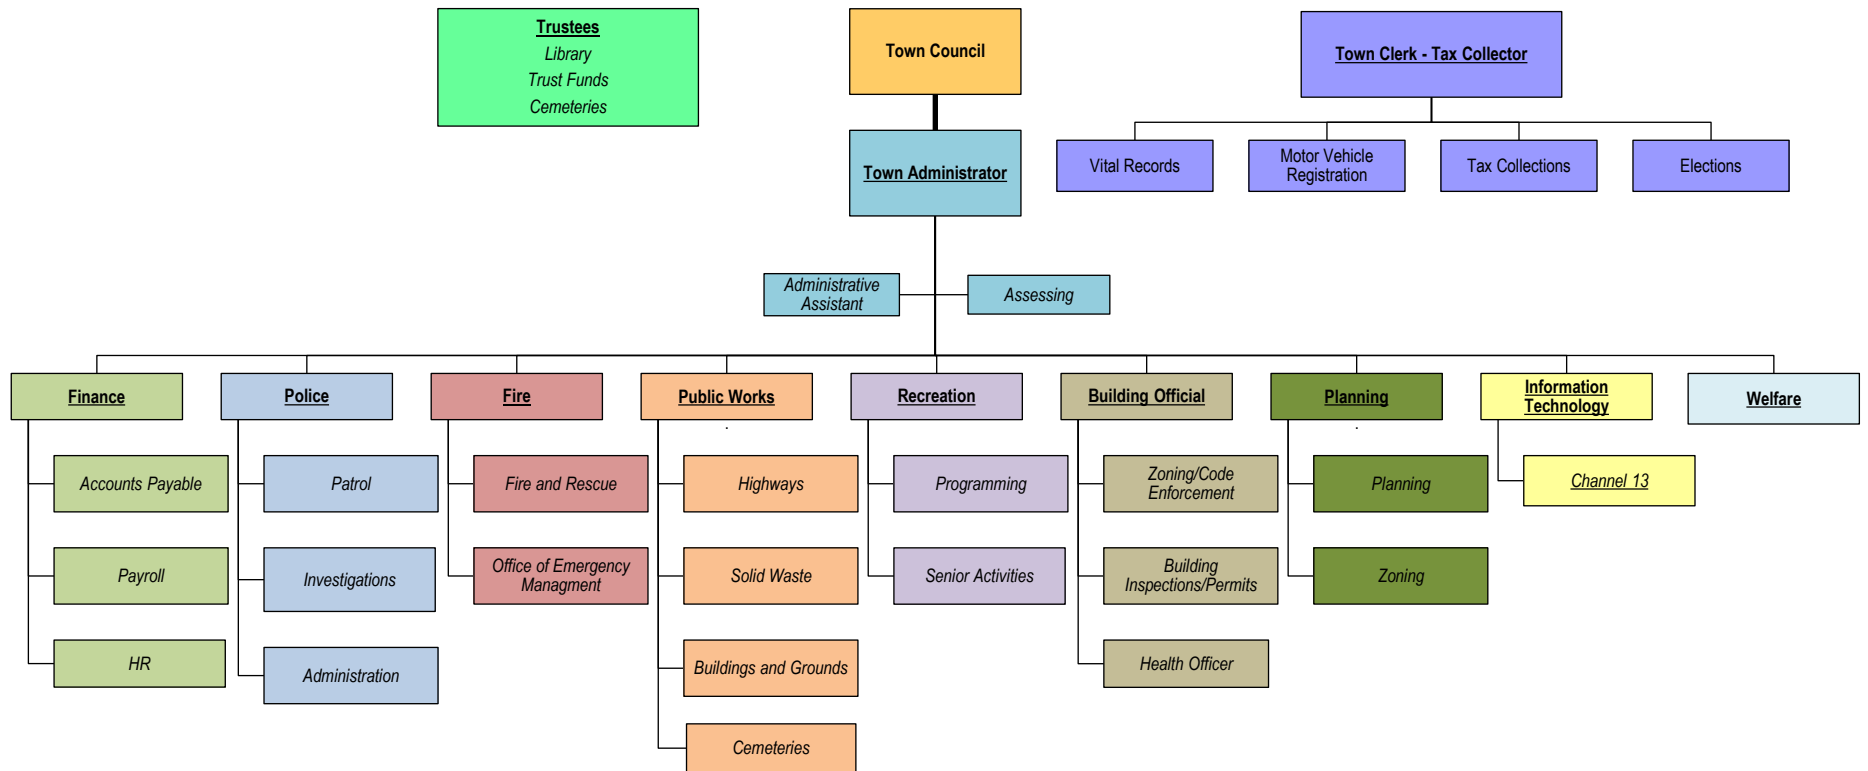 Trustees
Library
Trust Funds
Cemeteries
Town Council
Town Clerk - Tax Collector
Town Administrator
Vital Records
Motor Vehicle
Registration
Tax Collections
Elections
Administrative
Assistant
Assessing
Finance
Police
Fire
Public Works
Recreation
Building Official
Planning
Information
Technology
Welfare
Accounts Payable
Patrol
Fire and Rescue
Highways
Programming
Zoning/Code
Enforcement
Planning
Channel 13
Payroll
Investigations
Office of Emergency
Managment
Solid Waste
Senior Activities
Building
Inspections/Permits
Zoning
HR
Administration
Buildings and Grounds
Health Officer
Cemeteries